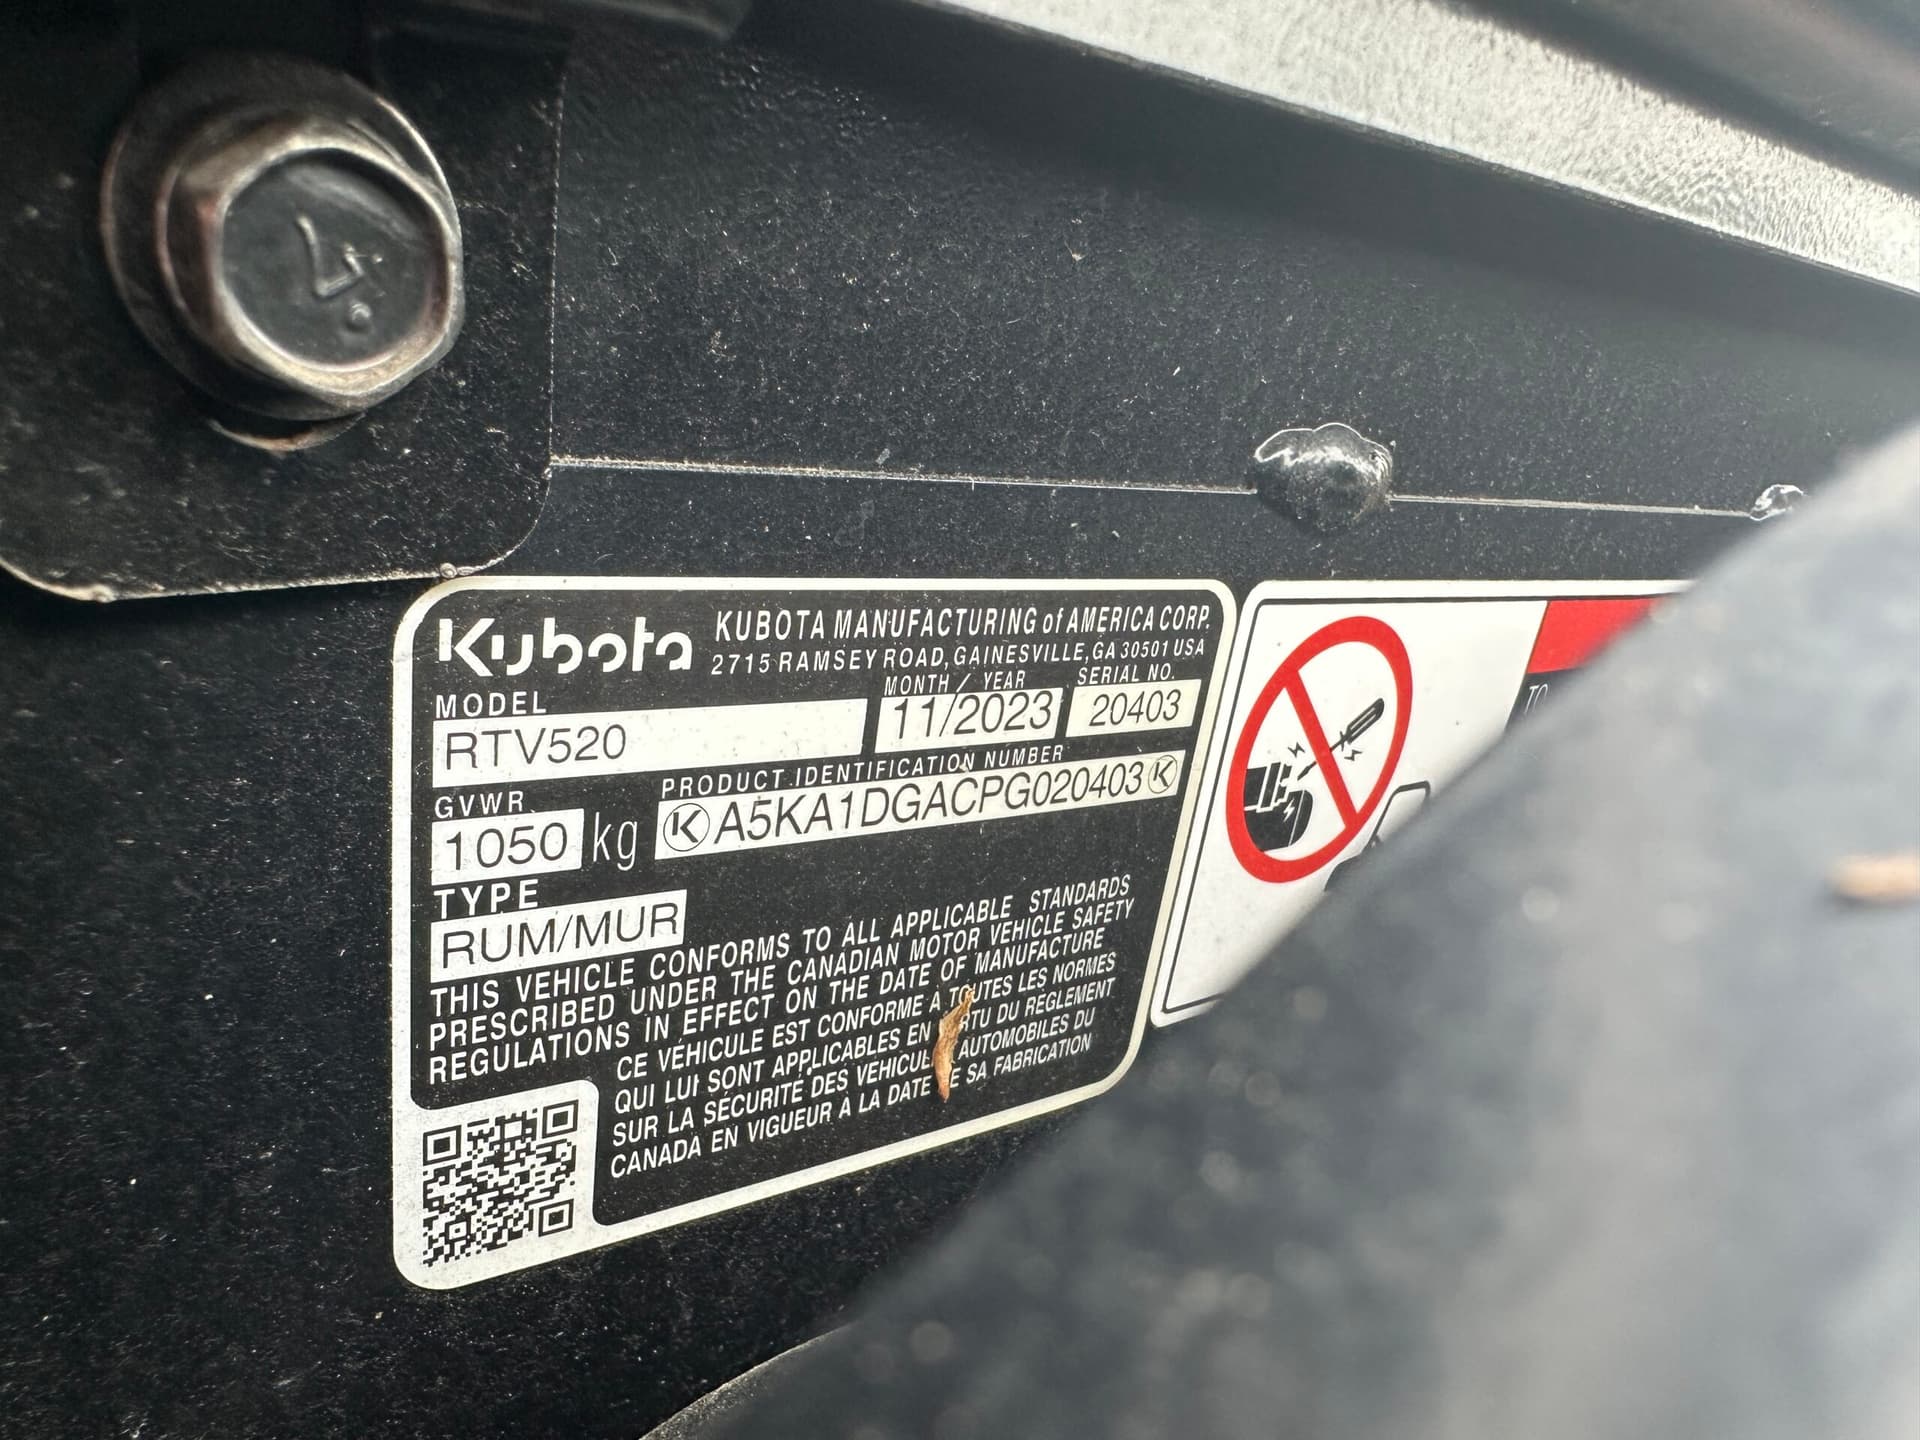 Kubota
KUBOTA MANUFACTURING of AMERICA CORP.
2715 RAMSEY ROAD, GAINESVILLE, GA 30501 USA
MODEL
MONTH / YEAR
SERIAL NO.
RTV520
11/2023
20403
GVWR
PRODUCT IDENTIFICATION NUMBER
1050 kg
K A5KA1DGACPG020403 K
TYPE
RUM/MUR
THIS VEHICLE CONFORMS TO ALL APPLICABLE STANDARDS
PRESCRIBED UNDER THE CANADIAN MOTOR VEHICLE SAFETY
REGULATIONS IN EFFECT ON THE DATE OF MANUFACTURE
CE VÉHICULE EST CONFORME À TOUTES LES NORMES
QUI LUI SONT APPLICABLES EN DU RÈGLEMENT
SUR LA SÉCURITÉ DES AUTOMOBILES DU
CANADA EN VIGUEUR À LA DATE SA FABRICATION
TO